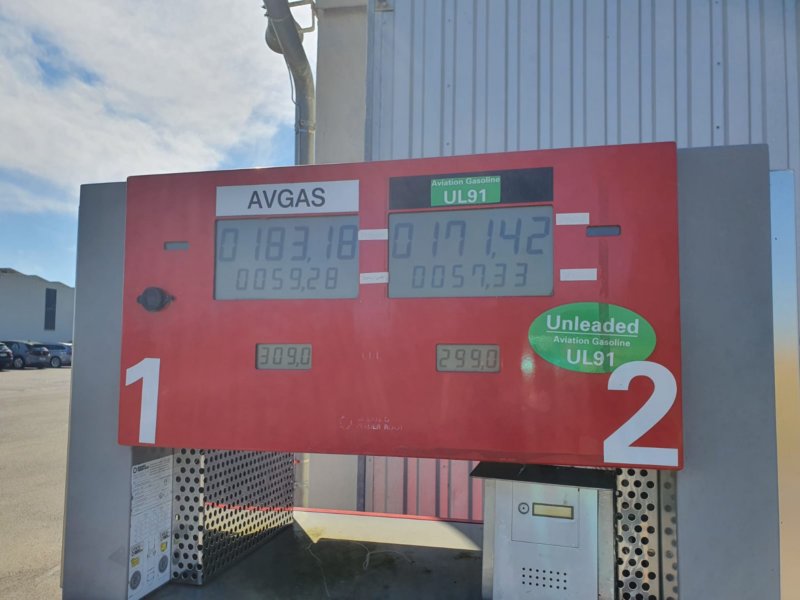 AVGAS
Aviation Gasoline
UL91
0183,18
0059,28
0171,42
0057,33
309,0
299,0
Unleaded
Aviation Gasoline
UL91
1
2